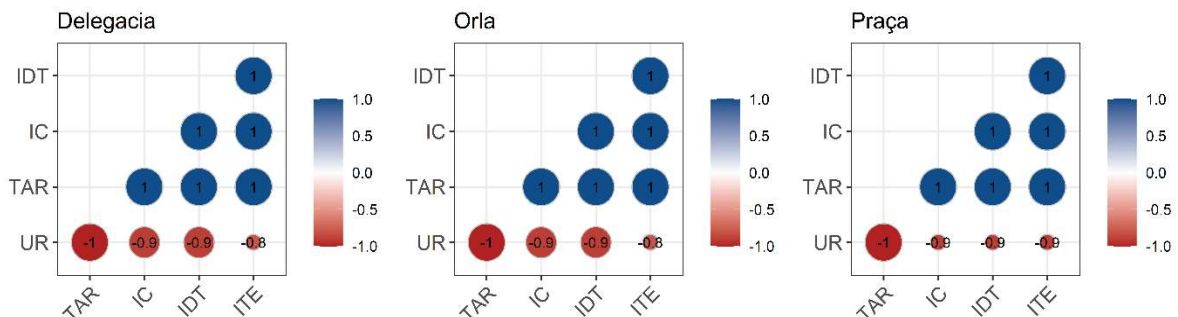 Delegacia
IDT 1
IC 1 1
TAR 1 1 1
UR -1 -0.9 -0.9 -0.8
TAR IC IDT ITE
1.0
0.5
0.0
-0.5
-1.0
Orla
IDT 1
IC 1 1
TAR 1 1 1
UR -1 -0.9 -0.9 -0.8
TAR IC IDT ITE
1.0
0.5
0.0
-0.5
-1.0
Praça
IDT 1
IC 1 1
TAR 1 1 1
UR -1 -0.9 -0.9 -0.9
TAR IC IDT ITE
1.0
0.5
0.0
-0.5
-1.0